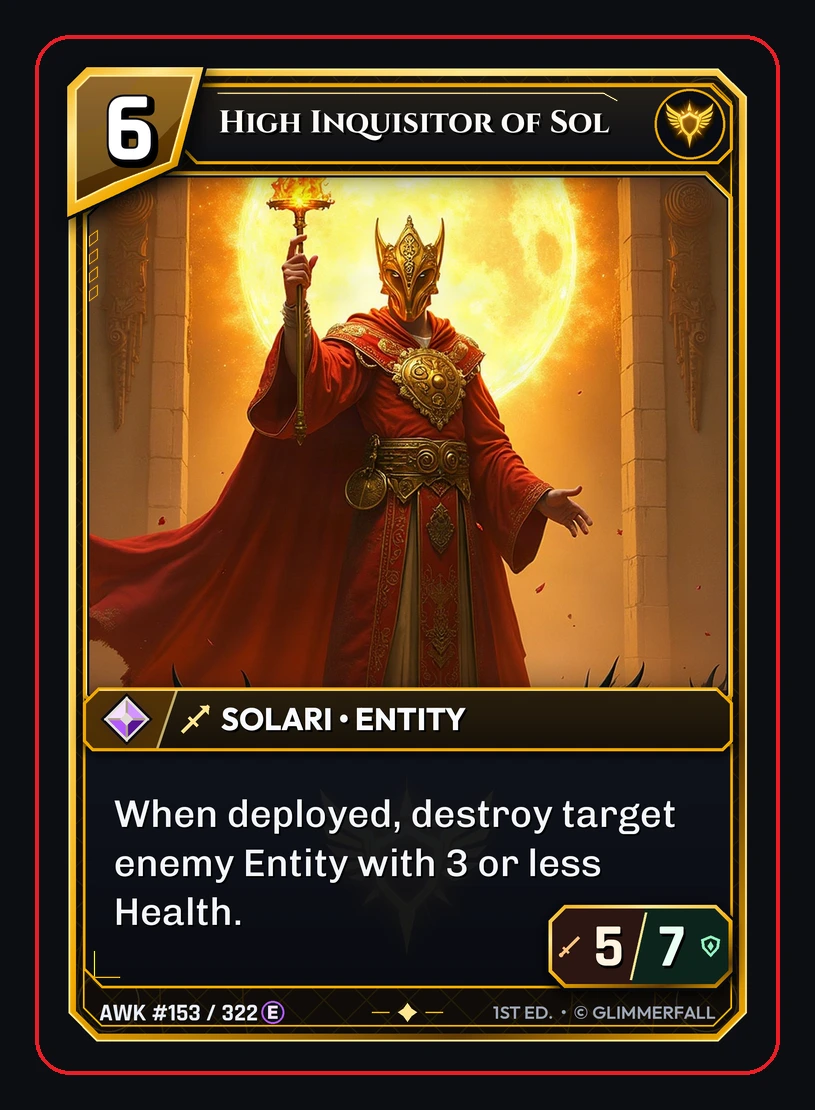 6
HIGH INQUISITOR OF SOL
SOLARI • ENTITY
When deployed, destroy target
enemy Entity with 3 or less
Health.
5 / 7
AWK #153 / 322 E
1ST ED. • © GLIMMERFALL